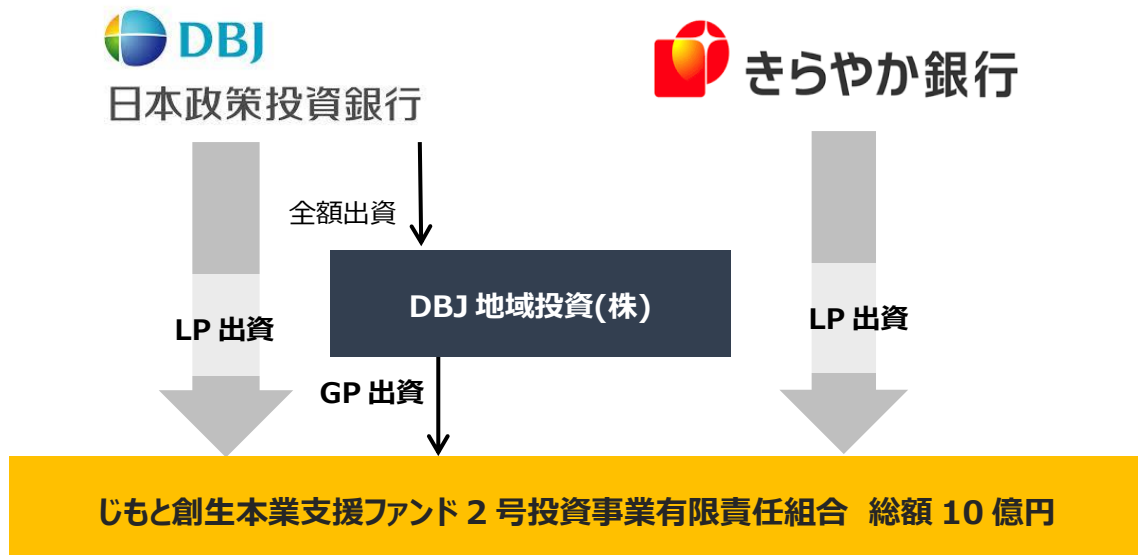 DBJ
日本政策投資銀行
きらやか銀行
全額出資
DBJ 地域投資(株)
LP 出資
LP 出資
GP 出資
じもと創生本業支援ファンド 2 号投資事業有限責任組合 総額 10 億円